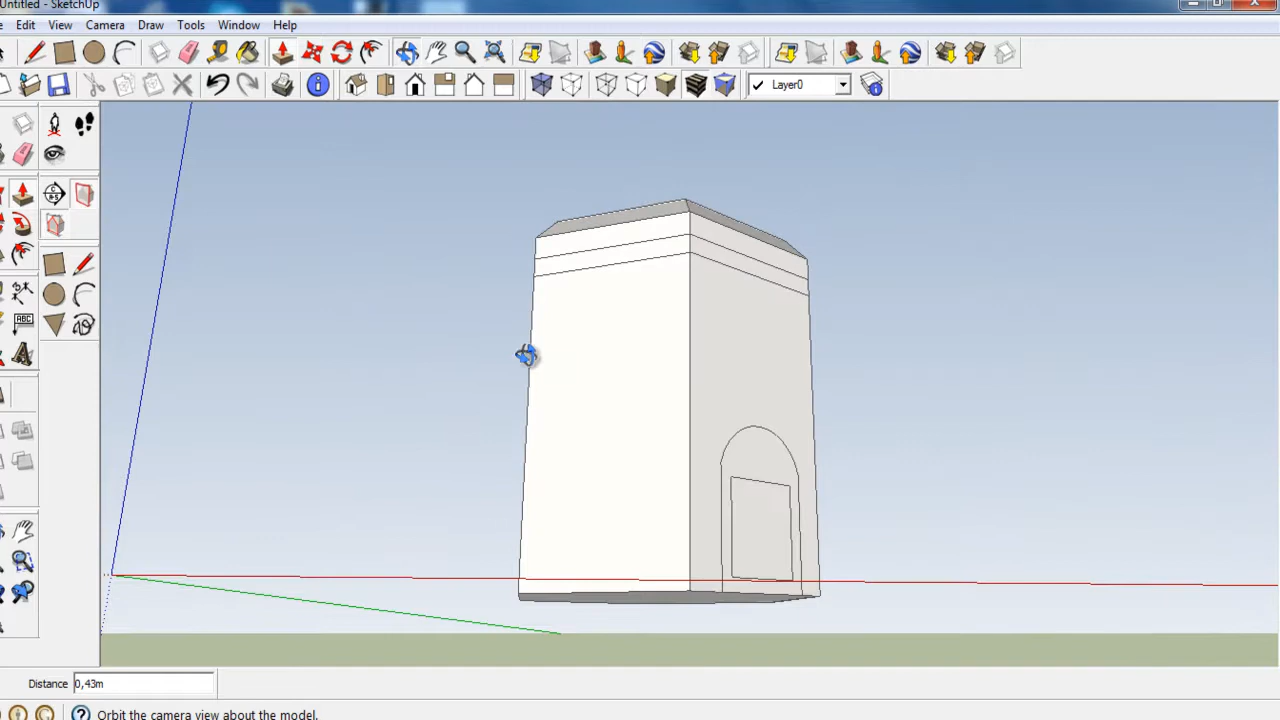 Untitled - SketchUp
Edit View Camera Draw Tools Window Help
Layer0
ABC
Distance 0,43m
Orbit the camera view about the model.